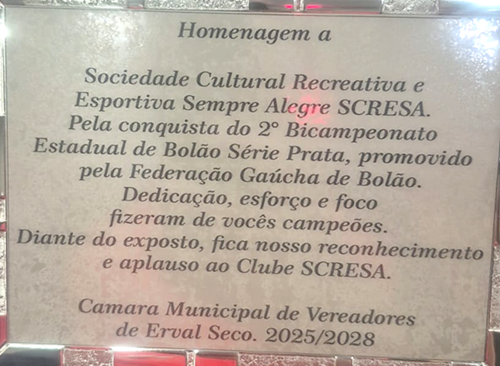 Homenagem a
Sociedade Cultural Recreativa e
Esportiva Sempre Alegre SCRESA.
Pela conquista do 2° Bicampeonato
Estadual de Bolão Série Prata, promovido
pela Federação Gaúcha de Bolão.
Dedicação, esforço e foco
fizeram de vocês campeões.
Diante do exposto, fica nosso reconhecimento
e aplauso ao Clube SCRESA.
Camara Municipal de Vereadores
de Erval Seco. 2025/2028